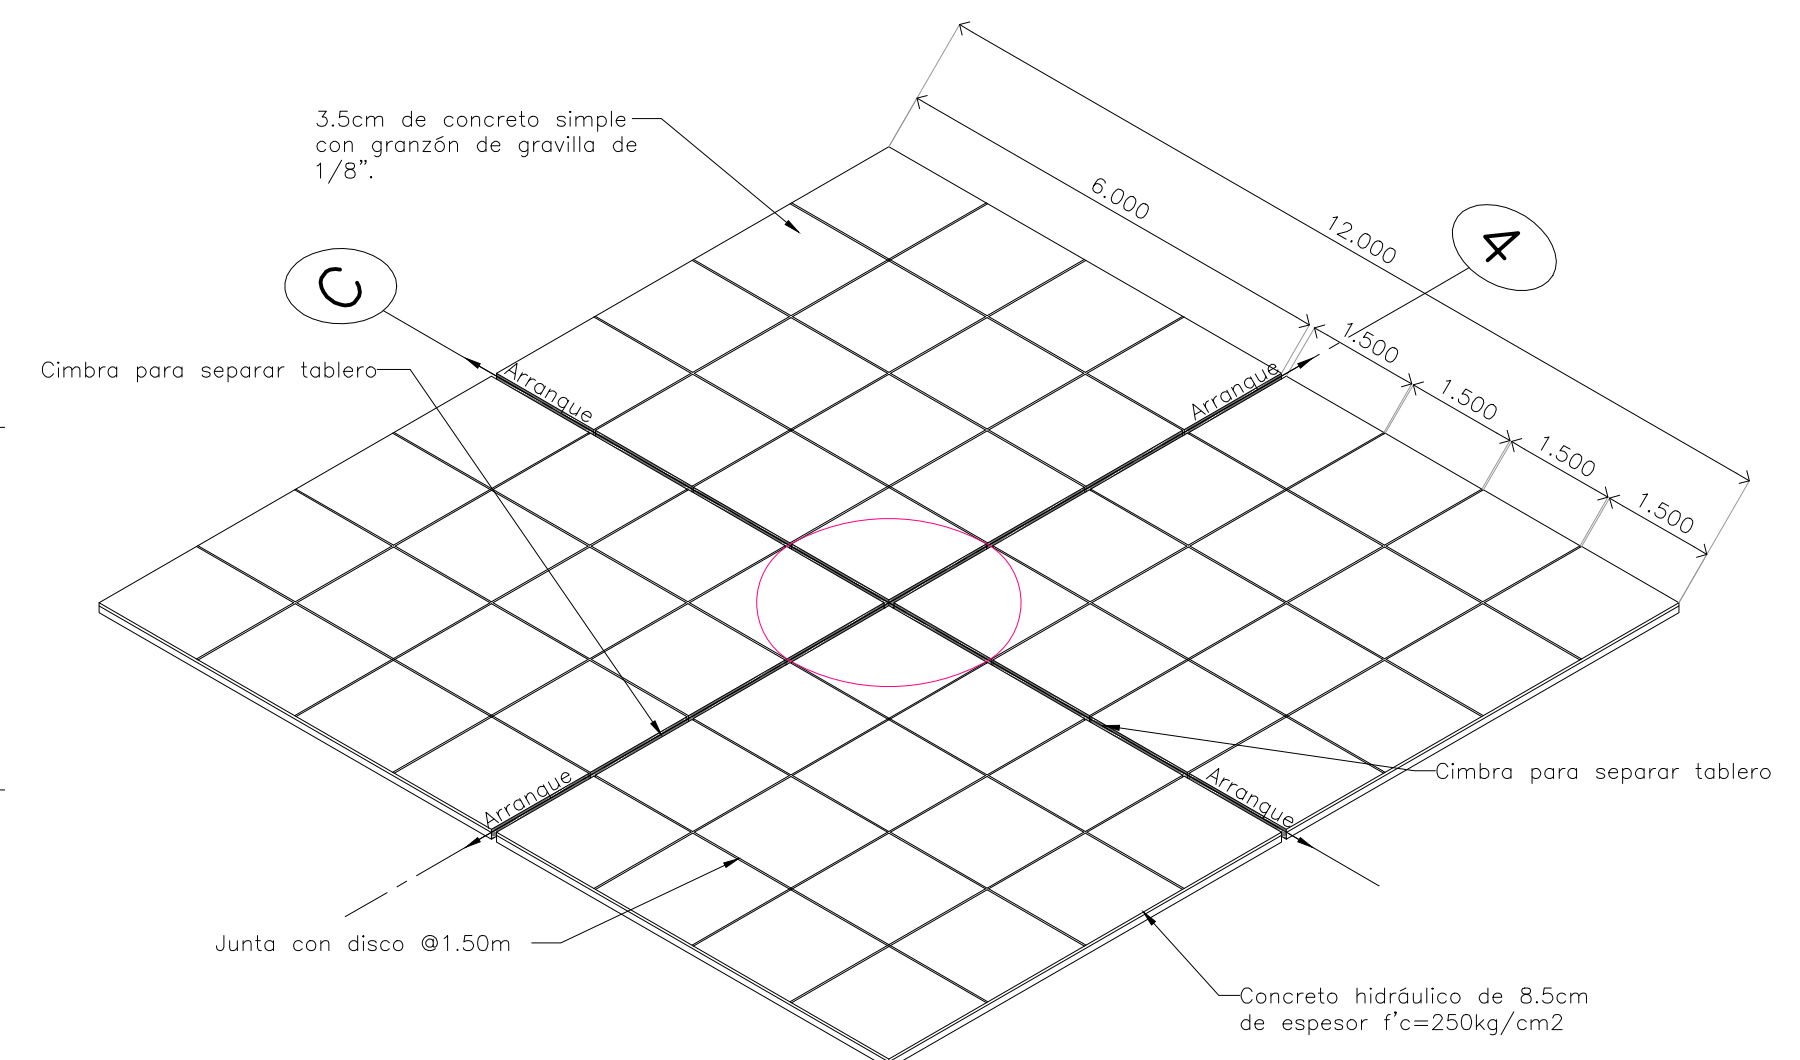 3.5cm de concreto simple
con granzón de gravilla de
1/8”.
6.000
12.000
4
C
1.500
1.500
1.500
1.500
Cimbra para separar tablero
Arranque
Arranque
Arranque
Arranque
Cimbra para separar tablero
Junta con disco @1.50m
Concreto hidráulico de 8.5cm
de espesor f'c=250kg/cm2